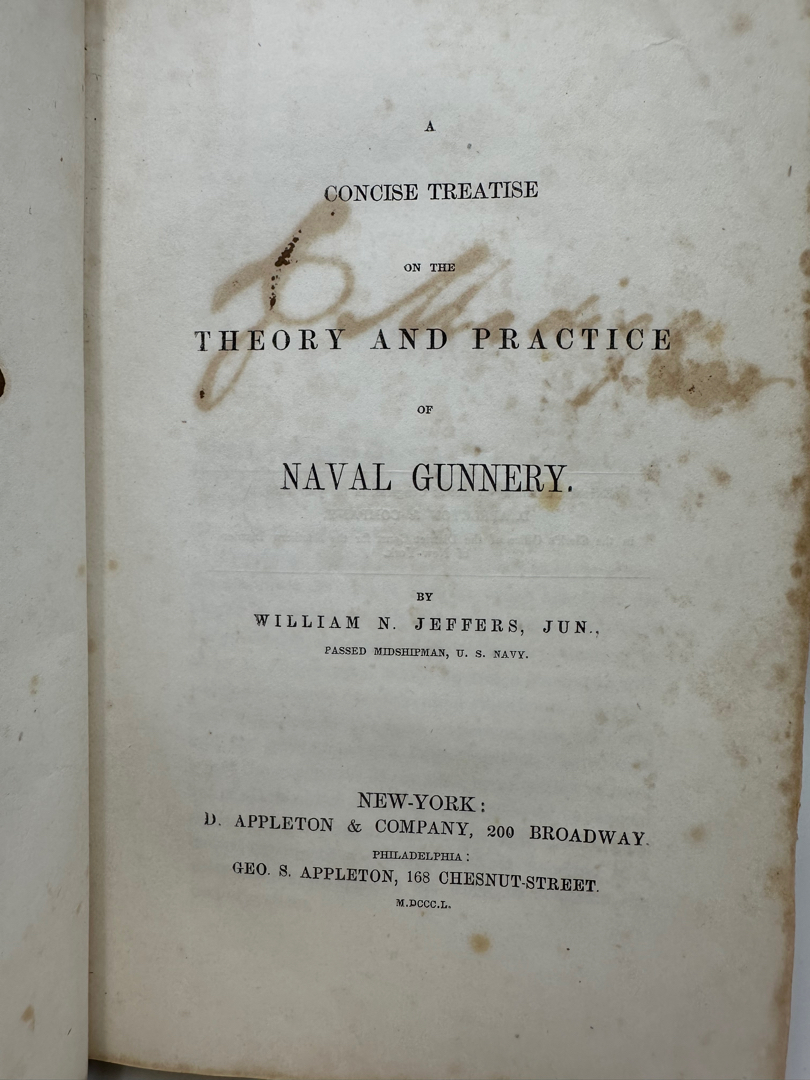 A
CONCISE TREATISE
ON THE
THEORY AND PRACTICE
OF
NAVAL GUNNERY.
BY
WILLIAM N. JEFFERS, JUN.,
PASSED MIDSHIPMAN, U. S. NAVY.
NEW-YORK:
D. APPLETON & COMPANY, 200 BROADWAY.
PHILADELPHIA:
GEO. S. APPLETON, 168 CHESNUT-STREET.
M.DCCC.L.